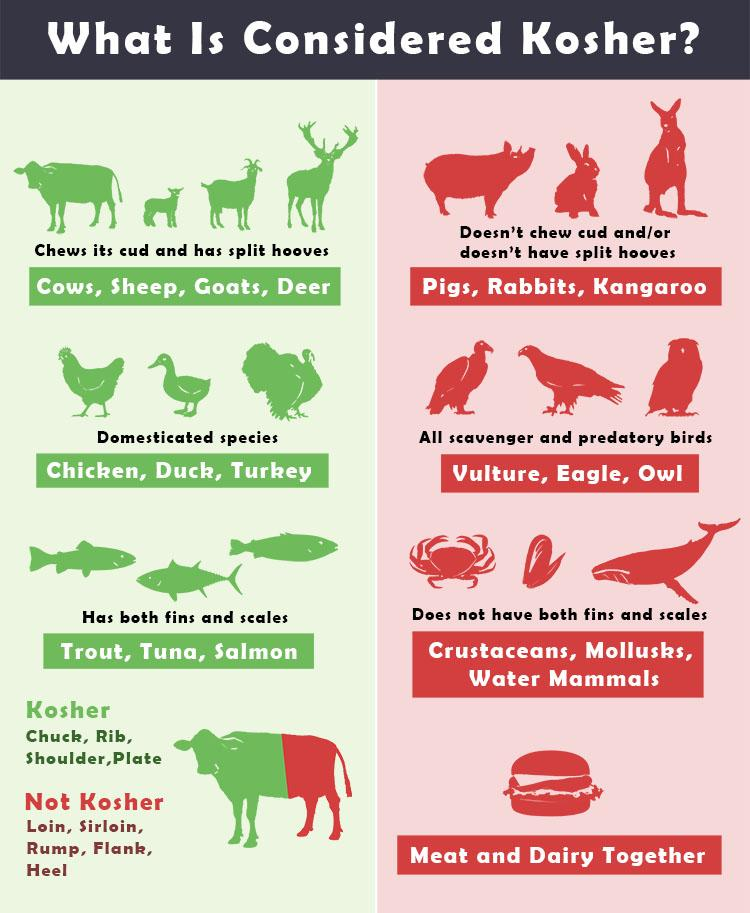 What Is Considered Kosher?
Chews its cud and has split hooves
Cows, Sheep, Goats, Deer
Doesn't chew cud and/or
doesn't have split hooves
Pigs, Rabbits, Kangaroo
Domesticated species
Chicken, Duck, Turkey
All scavenger and predatory birds
Vulture, Eagle, Owl
Has both fins and scales
Trout, Tuna, Salmon
Does not have both fins and scales
Crustaceans, Mollusks,
Water Mammals
Kosher
Chuck, Rib,
Shoulder,Plate
Not Kosher
Loin, Sirloin,
Rump, Flank,
Heel
Meat and Dairy Together